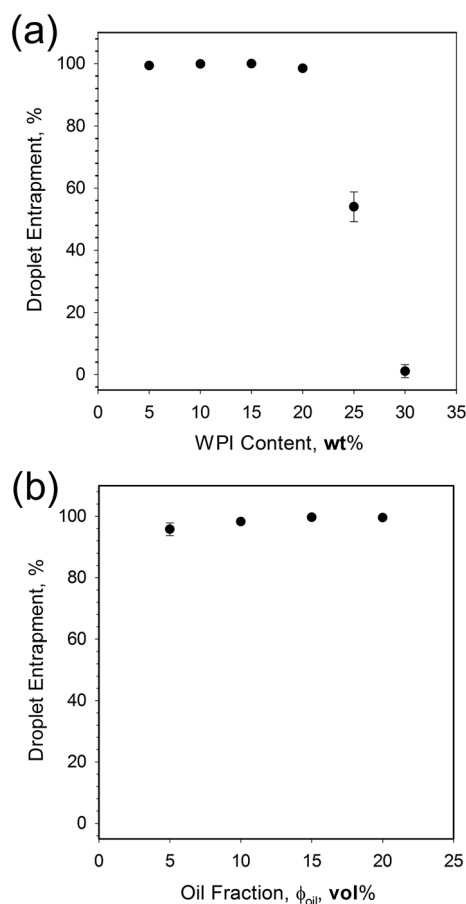 (a)
Droplet Entrapment, %
100
80
60
40
20
0
0 5 10 15 20 25 30 35
WPI Content, wt%
(b)
Droplet Entrapment, %
100
80
60
40
20
0
0 5 10 15 20 25
Oil Fraction, ϕoil, vol%